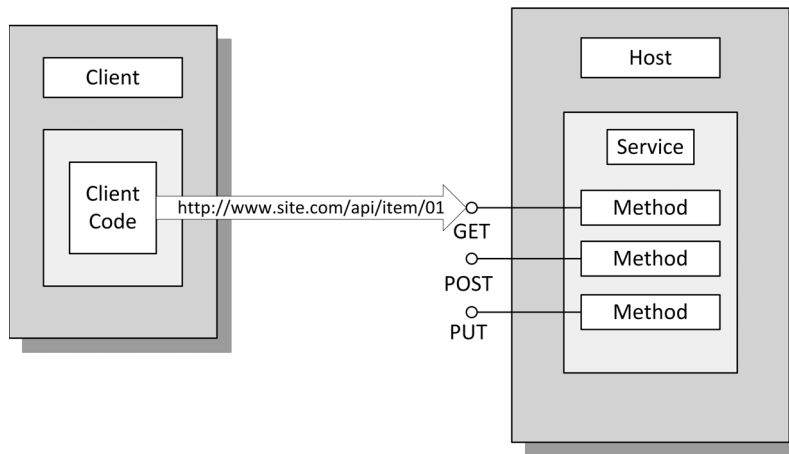 Client
Client
Code
http://www.site.com/api/item/01
GET
POST
PUT
Host
Service
Method
Method
Method